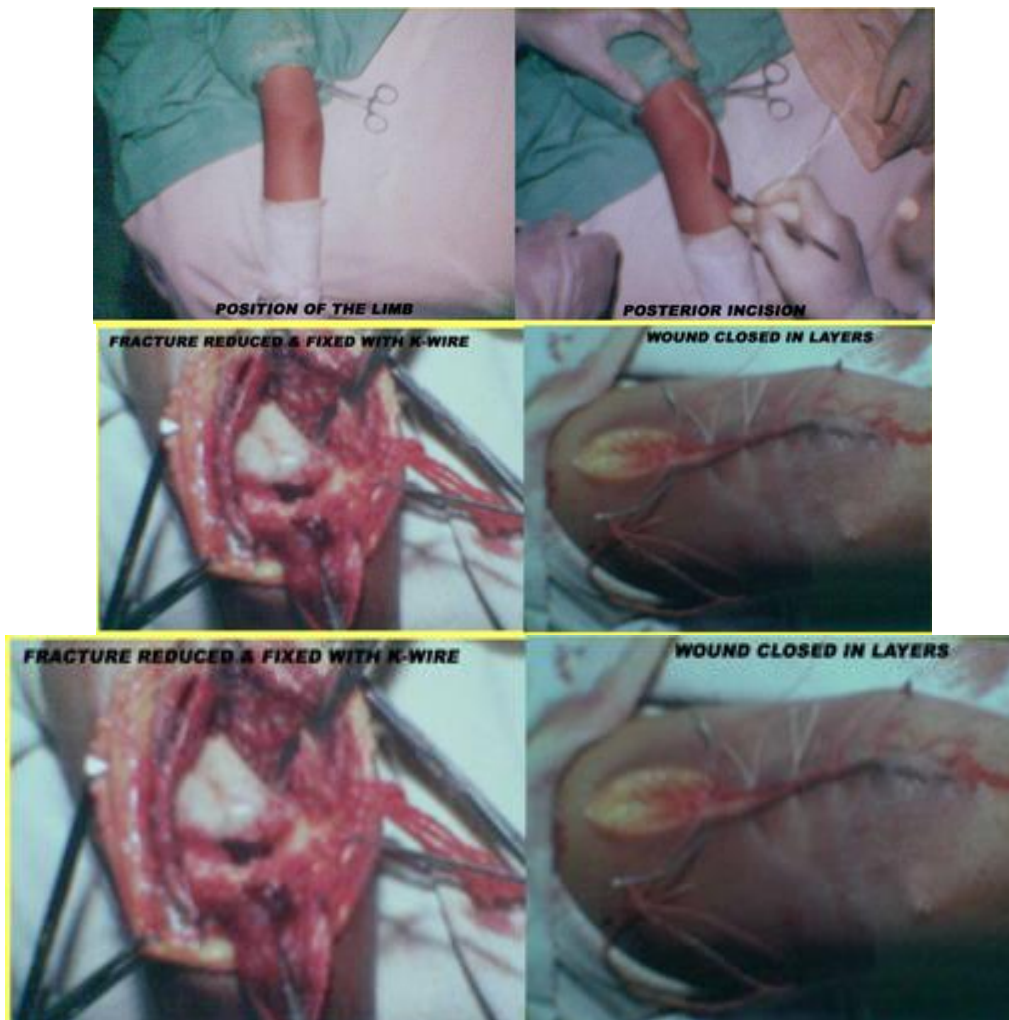 POSITION OF THE LIMB
POSTERIOR INCISION
FRACTURE REDUCED & FIXED WITH K-WIRE
WOUND CLOSED IN LAYERS
FRACTURE REDUCED & FIXED WITH K-WIRE
WOUND CLOSED IN LAYERS